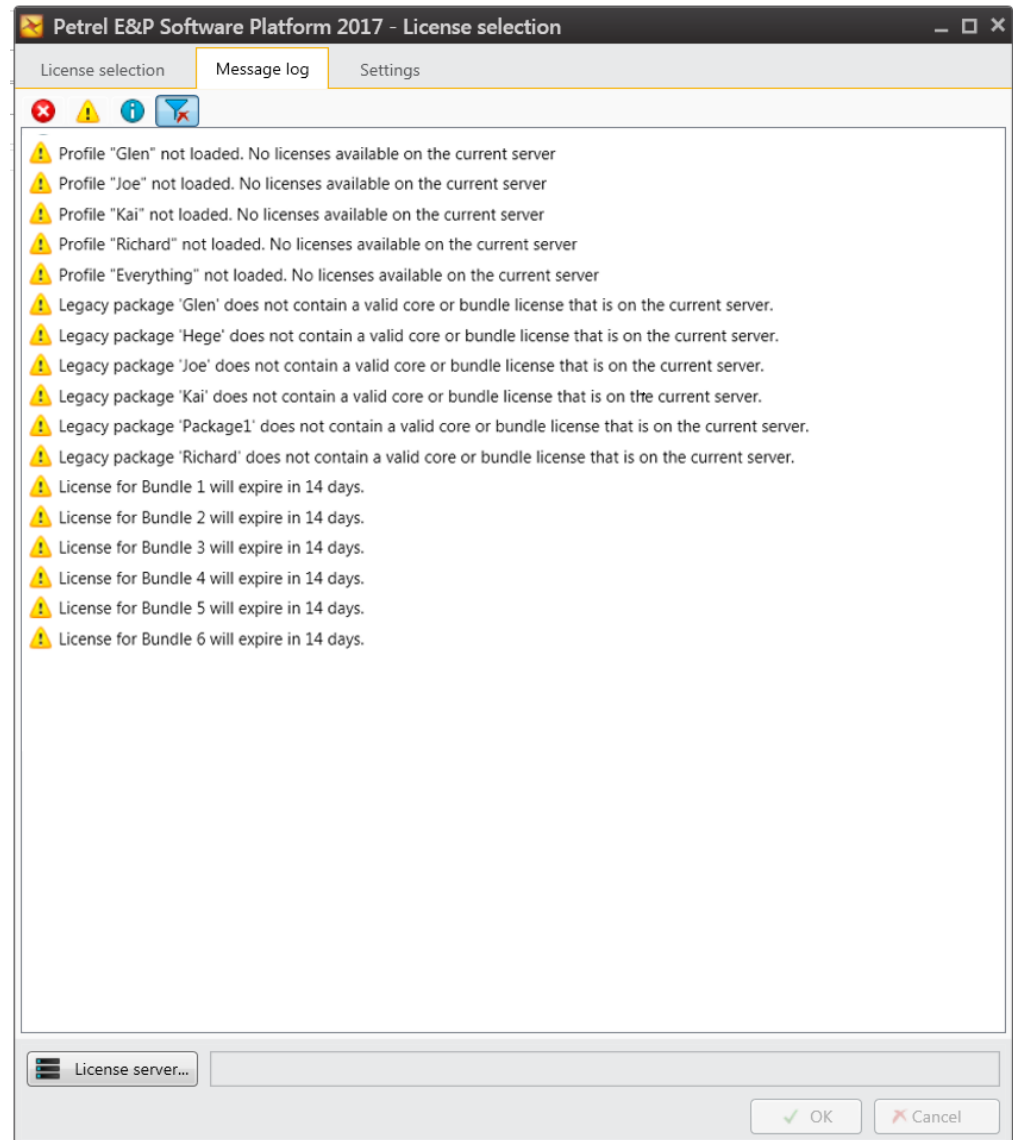 Petrel E&P Software Platform 2017 - License selection
License selection
Message log
Settings
Profile "Glen" not loaded. No licenses available on the current server
Profile "Joe" not loaded. No licenses available on the current server
Profile "Kai" not loaded. No licenses available on the current server
Profile "Richard" not loaded. No licenses available on the current server
Profile "Everything" not loaded. No licenses available on the current server
Legacy package 'Glen' does not contain a valid core or bundle license that is on the current server.
Legacy package 'Hege' does not contain a valid core or bundle license that is on the current server.
Legacy package 'Joe' does not contain a valid core or bundle license that is on the current server.
Legacy package 'Kai' does not contain a valid core or bundle license that is on the current server.
Legacy package 'Package1' does not contain a valid core or bundle license that is on the current server.
Legacy package 'Richard' does not contain a valid core or bundle license that is on the current server.
License for Bundle 1 will expire in 14 days.
License for Bundle 2 will expire in 14 days.
License for Bundle 3 will expire in 14 days.
License for Bundle 4 will expire in 14 days.
License for Bundle 5 will expire in 14 days.
License for Bundle 6 will expire in 14 days.
License server...
OK
Cancel